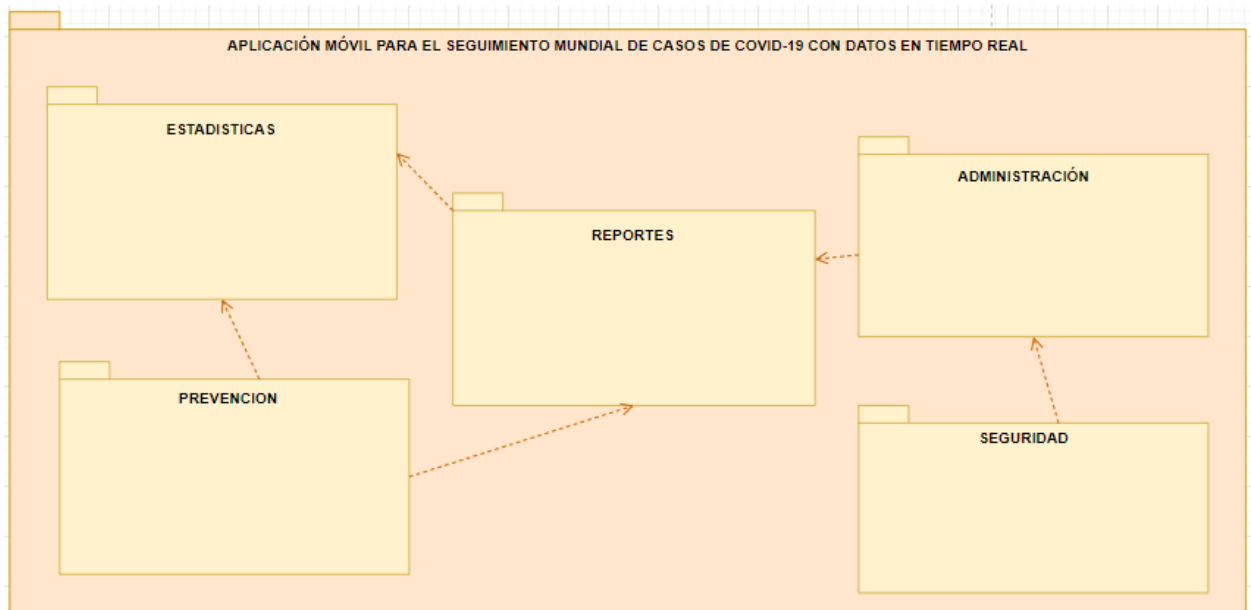 APLICACIÓN MÓVIL PARA EL SEGUIMIENTO MUNDIAL DE CASOS DE COVID-19 CON DATOS EN TIEMPO REAL
ESTADISTICAS
ADMINISTRACIÓN
REPORTES
PREVENCION
SEGURIDAD